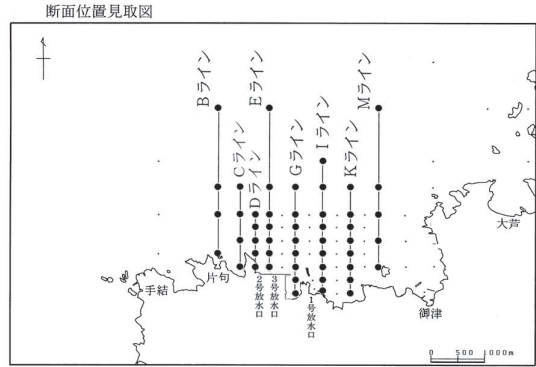 断面位置見取図
Bライン
Cライン
Dライン
Eライン
Gライン
Iライン
Kライン
Mライン
大芦
片句
手結
2号放水口
3号放水口
1号放水口
御津
0 500 1000m